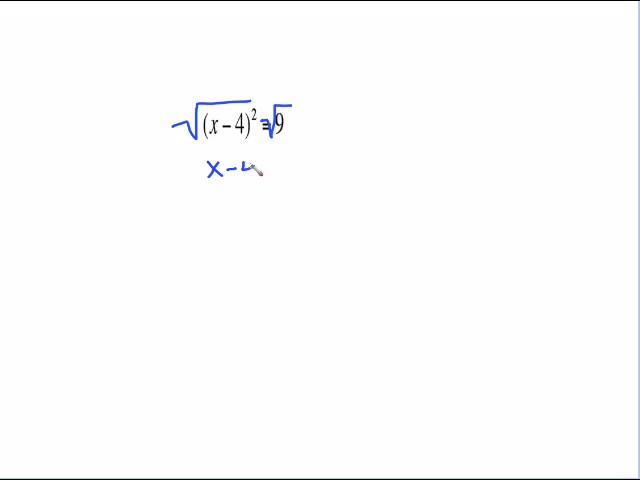 √(x – 4)² = √9
x – 4